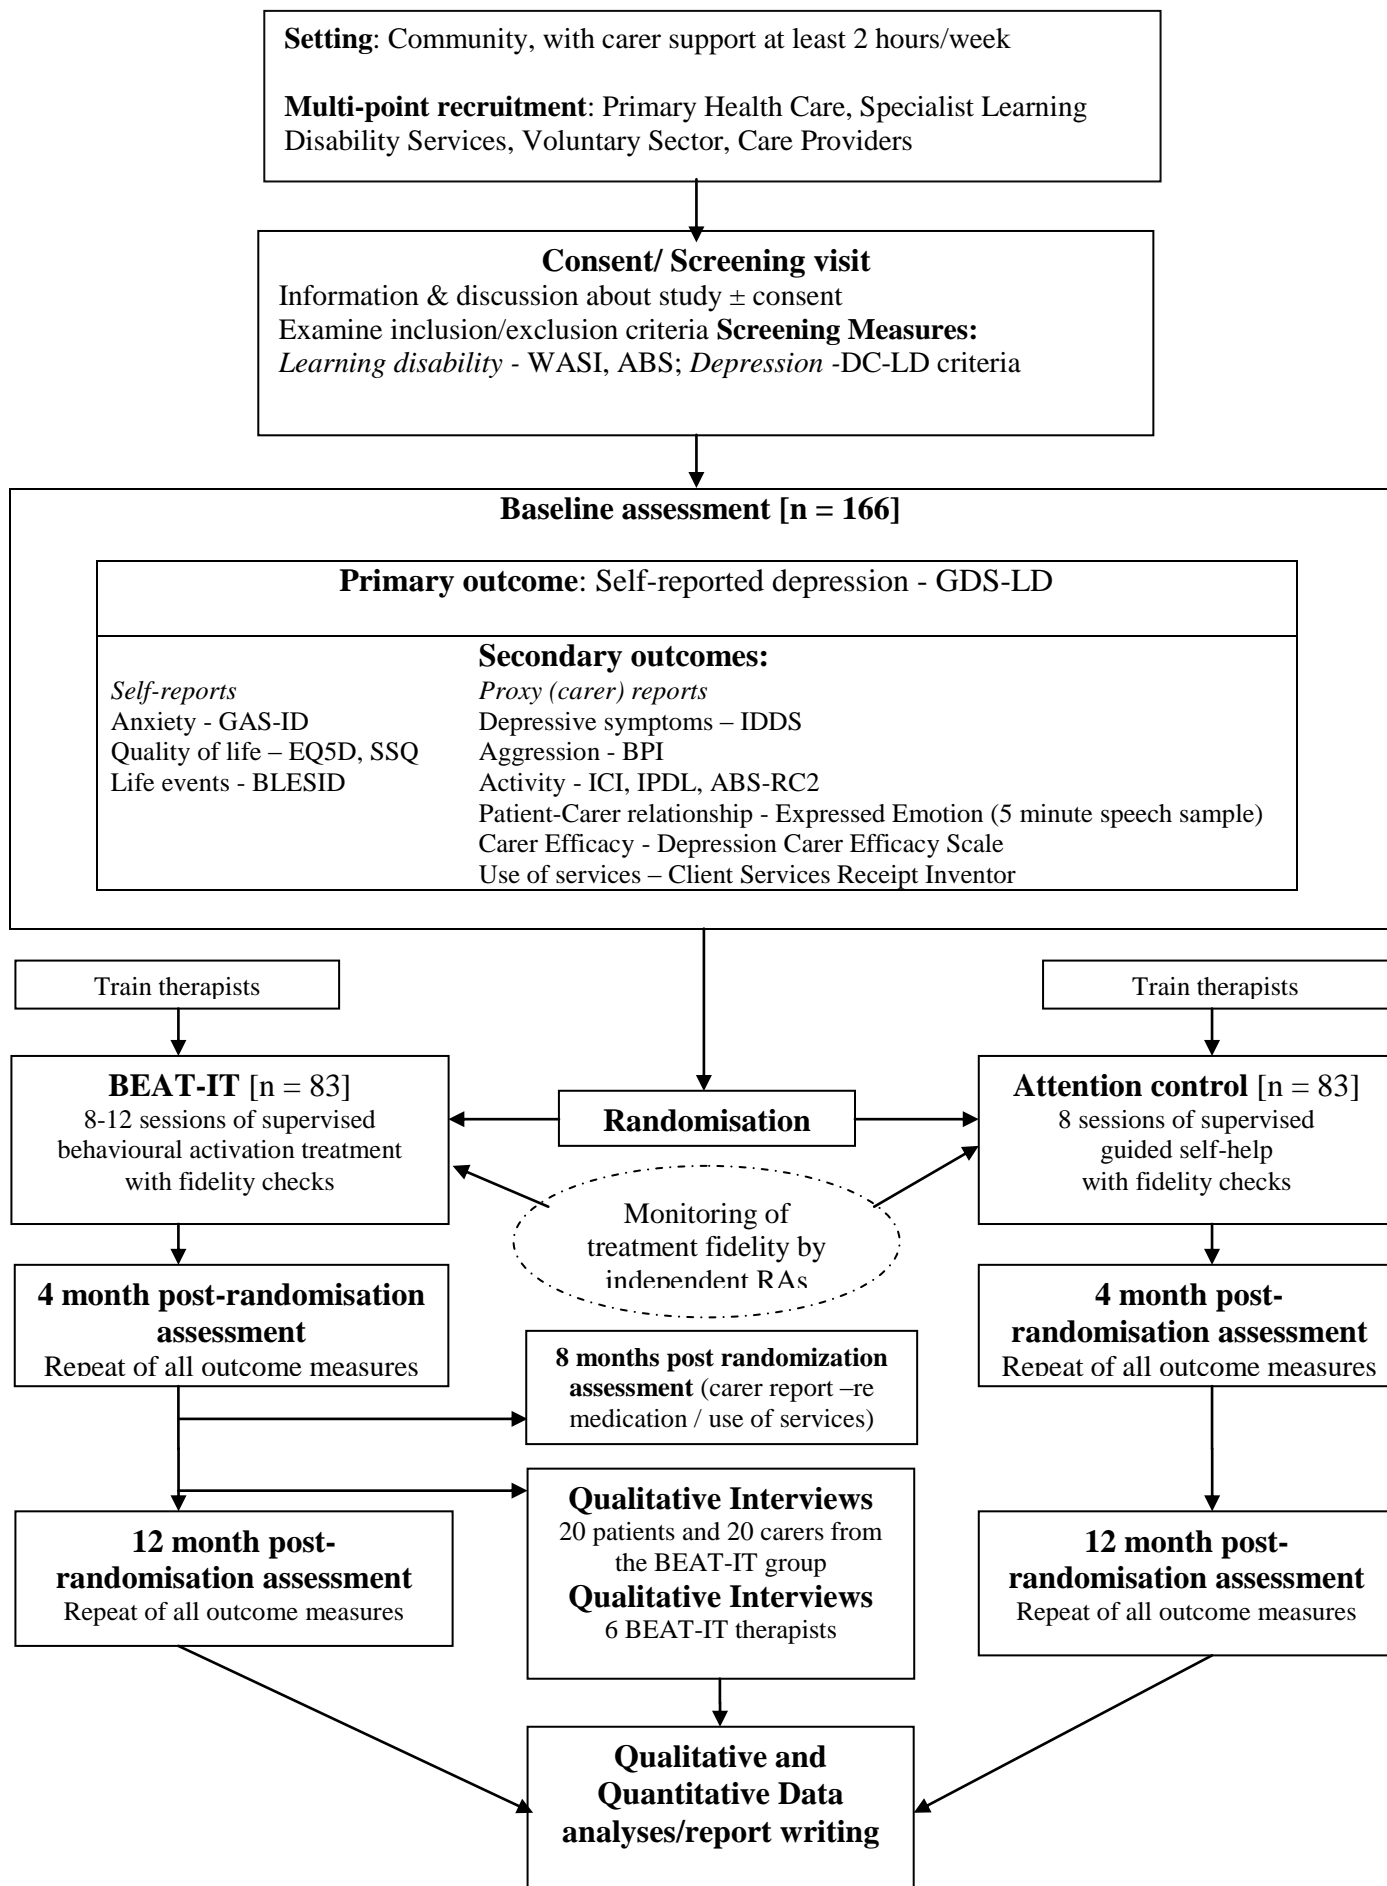 Setting: Community, with carer support at least 2 hours/week
Multi-point recruitment: Primary Health Care, Specialist Learning
Disability Services, Voluntary Sector, Care Providers
Consent/ Screening visit
Information & discussion about study ± consent
Examine inclusion/exclusion criteria Screening Measures:
Learning disability - WASI, ABS; Depression -DC-LD criteria
Baseline assessment [n = 166]
Primary outcome: Self-reported depression - GDS-LD
Secondary outcomes:
Self-reports
Anxiety - GAS-ID
Quality of life – EQ5D, SSQ
Life events - BLESID
Proxy (carer) reports
Depressive symptoms – IDDS
Aggression - BPI
Activity - ICI, IPDL, ABS-RC2
Patient-Carer relationship - Expressed Emotion (5 minute speech sample)
Carer Efficacy - Depression Carer Efficacy Scale
Use of services – Client Services Receipt Inventor
Train therapists
Train therapists
BEAT-IT [n = 83]
8-12 sessions of supervised
behavioural activation treatment
with fidelity checks
Randomisation
Attention control [n = 83]
8 sessions of supervised
guided self-help
with fidelity checks
Monitoring of
treatment fidelity by
independent RAs
4 month post-randomisation
assessment
Repeat of all outcome measures
4 month post-
randomisation assessment
Repeat of all outcome measures
8 months post randomization
assessment (carer report –re
medication / use of services)
Qualitative Interviews
20 patients and 20 carers from
the BEAT-IT group
Qualitative Interviews
6 BEAT-IT therapists
12 month post-
randomisation assessment
Repeat of all outcome measures
12 month post-
randomisation assessment
Repeat of all outcome measures
Qualitative and
Quantitative Data
analyses/report writing